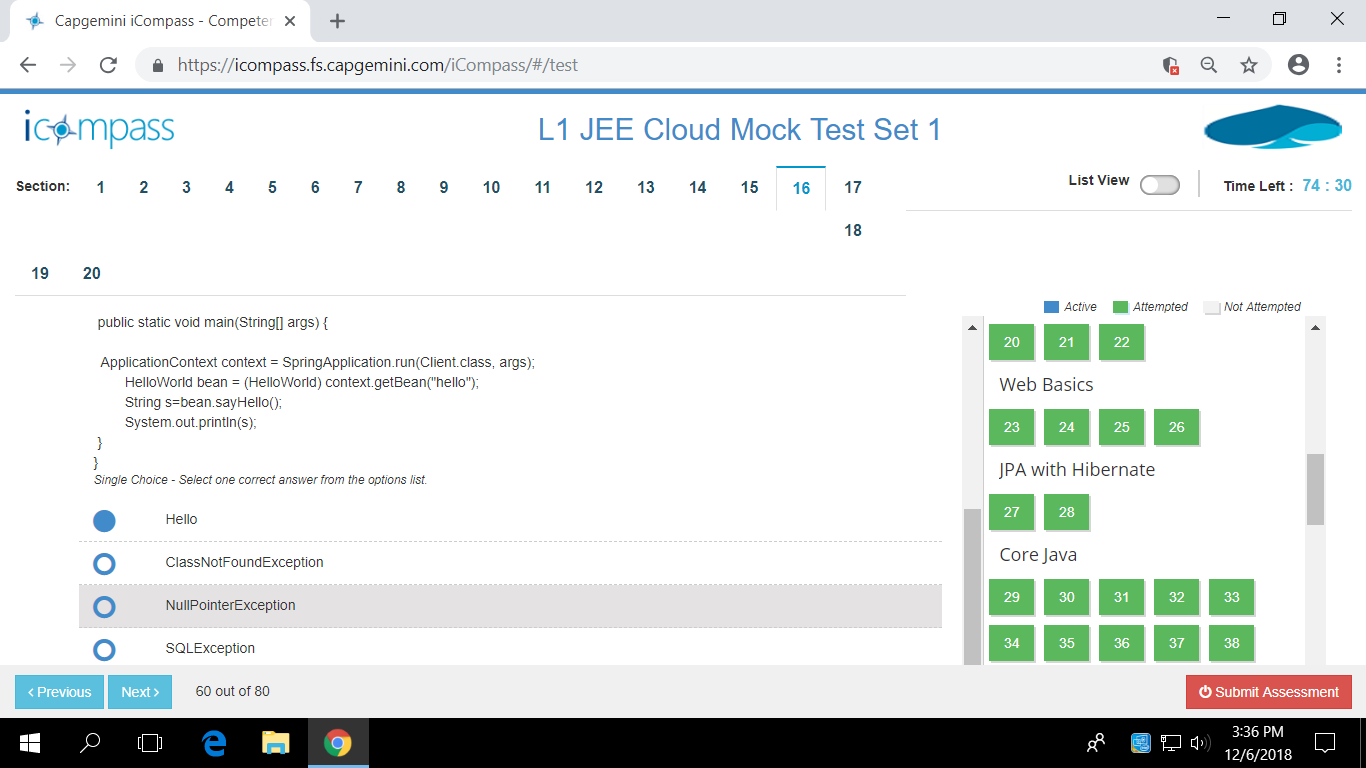 Capgemini iCompass - Competen
https://icompass.fs.capgemini.com/iCompass/#/test
icompass
L1 JEE Cloud Mock Test Set 1
Section: 1 2 3 4 5 6 7 8 9 10 11 12 13 14 15 16 17
18
19 20
List View
Time Left : 74 : 30
Active Attempted Not Attempted
public static void main(String[] args) {
ApplicationContext context = SpringApplication.run(Client.class, args);
HelloWorld bean = (HelloWorld) context.getBean("hello");
String s=bean.sayHello();
System.out.println(s);
}
}
Single Choice - Select one correct answer from the options list.
Hello
ClassNotFoundException
NullPointerException
SQLException
20 21 22
Web Basics
23 24 25 26
JPA with Hibernate
27 28
Core Java
29 30 31 32 33
34 35 36 37 38
‹ Previous Next › 60 out of 80
Submit Assessment
3:36 PM
12/6/2018